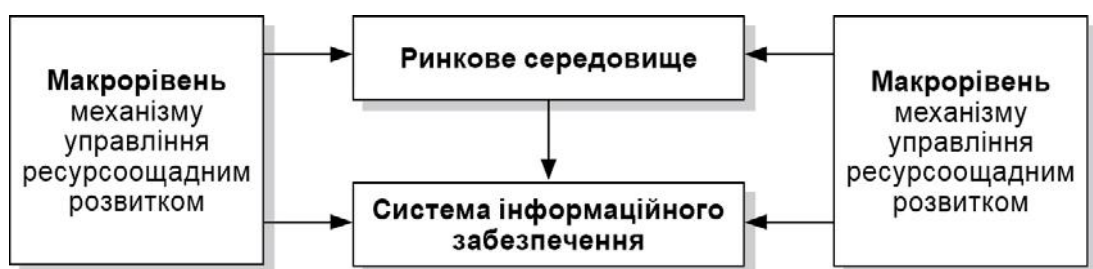 Макрорівень
механізму
управління
ресурсоощадним
розвитком
Ринкове середовище
Система інформаційного
забезпечення
Макрорівень
механізму
управління
ресурсоощадним
розвитком